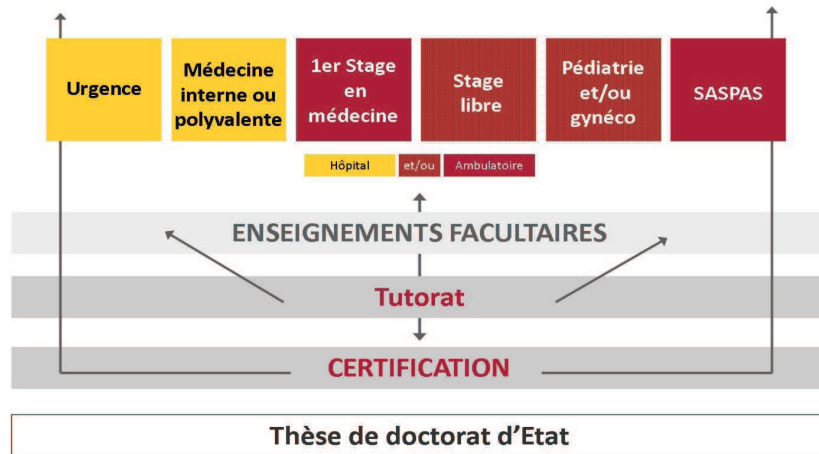 Urgence
Médecine
interne ou
polyvalente
1er Stage
en
médecine
Stage
libre
Pédiatrie
et/ou
gynéco
SASPAS
Hôpital
et/ou
Ambulatoire
ENSEIGNEMENTS FACULTAIRES
Tutorat
CERTIFICATION
Thèse de doctorat d'Etat